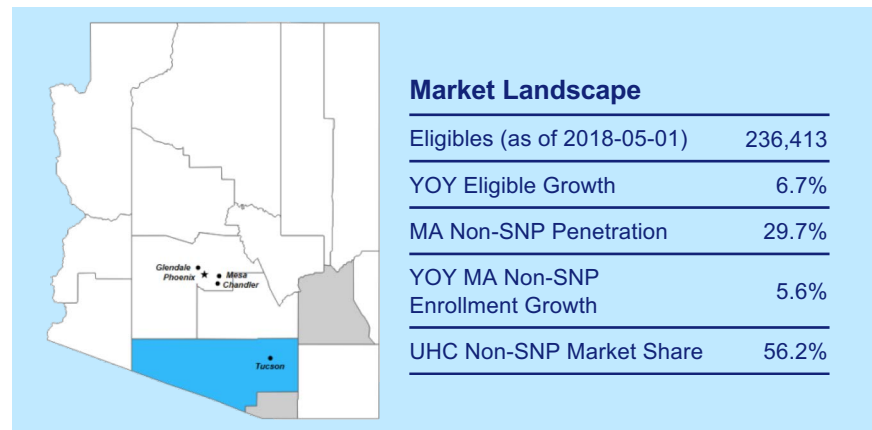 Glendale
Phoenix
Mesa
Chandler
Tucson
Market Landscape
Eligibles (as of 2018-05-01) 236,413
YOY Eligible Growth 6.7%
MA Non-SNP Penetration 29.7%
YOY MA Non-SNP
Enrollment Growth 5.6%
UHC Non-SNP Market Share 56.2%